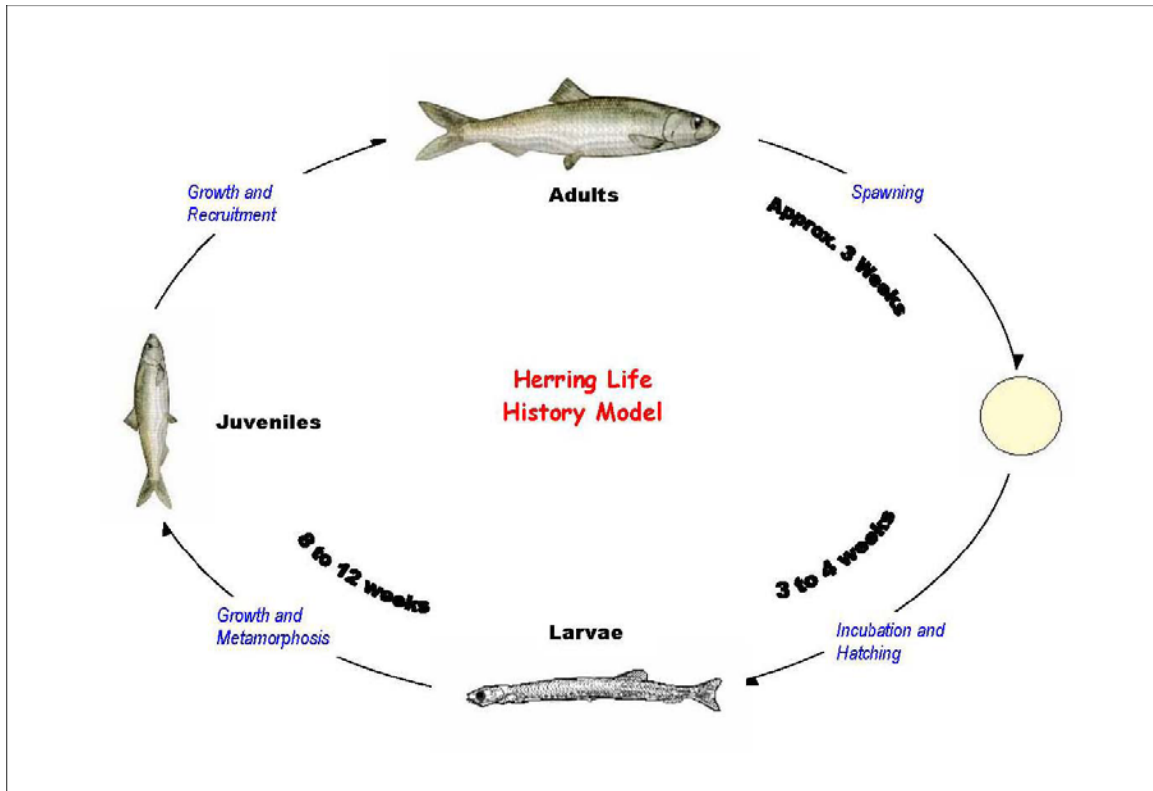 Adults
Growth and
Recruitment
Spawning
Approx. 3 Weeks
Herring Life
History Model
Juveniles
8 to 12 weeks
3 to 4 weeks
Growth and
Metamorphosis
Larvae
Incubation and
Hatching